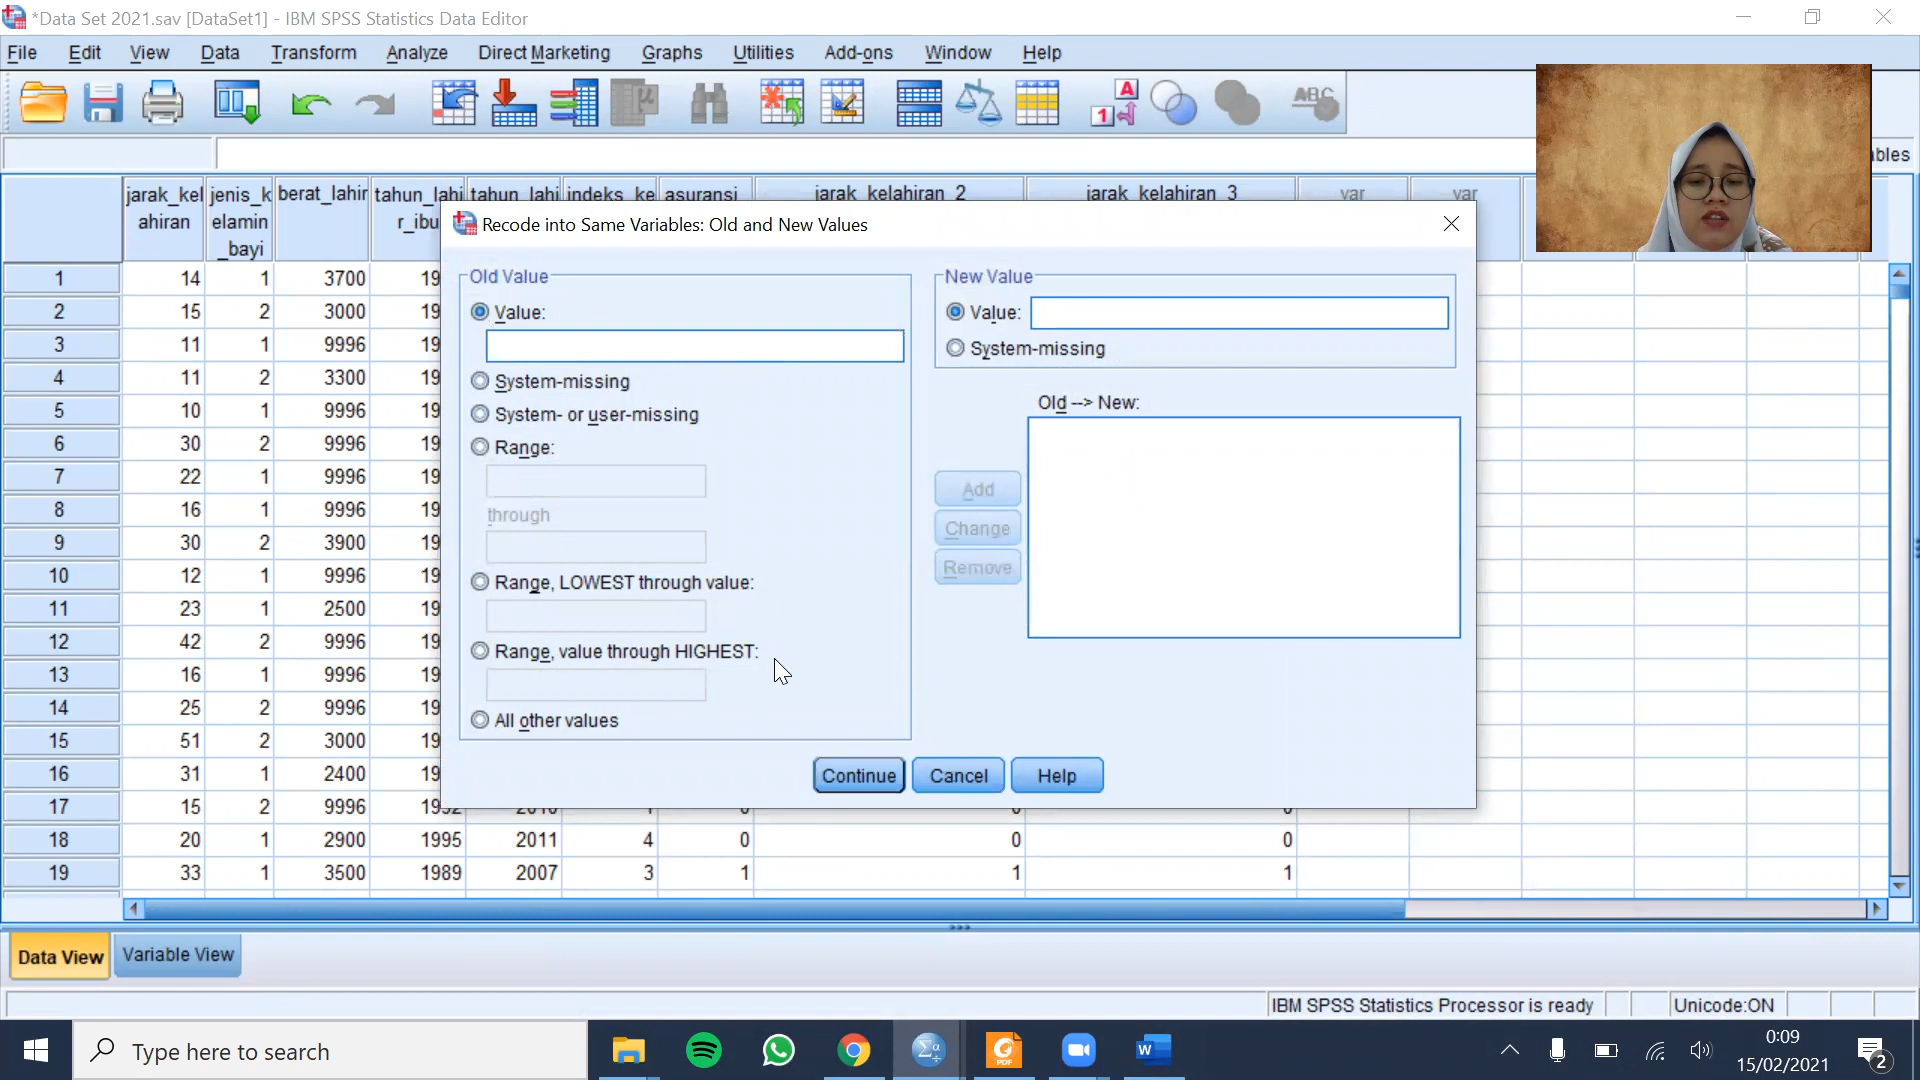 *Data Set 2021.sav [DataSet1] - IBM SPSS Statistics Data Editor
File Edit View Data Transform Analyze Direct Marketing Graphs Utilities Add-ons Window Help
A
1
ABC
jarak_kelahiran jenis_kelamin_bayi berat_lahir asuransi jarak_kelahiran_2 jarak_kelahiran_3 var var
1 14 1 3700
2 15 2 3000
3 11 1 9996
4 11 2 3300
5 10 1 9996
6 30 2 9996
7 22 1 9996
8 16 1 9996
9 30 2 3900
10 12 1 9996
11 23 1 2500
12 42 2 9996
13 16 1 9996
14 25 2 9996
15 51 2 3000
16 31 1 2400
17 15 2 9996
18 20 1 2900 1995 2011 4 0 0 0
19 33 1 3500 1989 2007 3 1 1 1
Recode into Same Variables: Old and New Values
Old Value
Value:
System-missing
System- or user-missing
Range:
through
Range, LOWEST through value:
Range, value through HIGHEST:
All other values
New Value
Value:
System-missing
Old --> New:
Add
Change
Remove
Continue Cancel Help
Data View Variable View
IBM SPSS Statistics Processor is ready Unicode:ON
Type here to search
PDF
W
0:09
15/02/2021
2